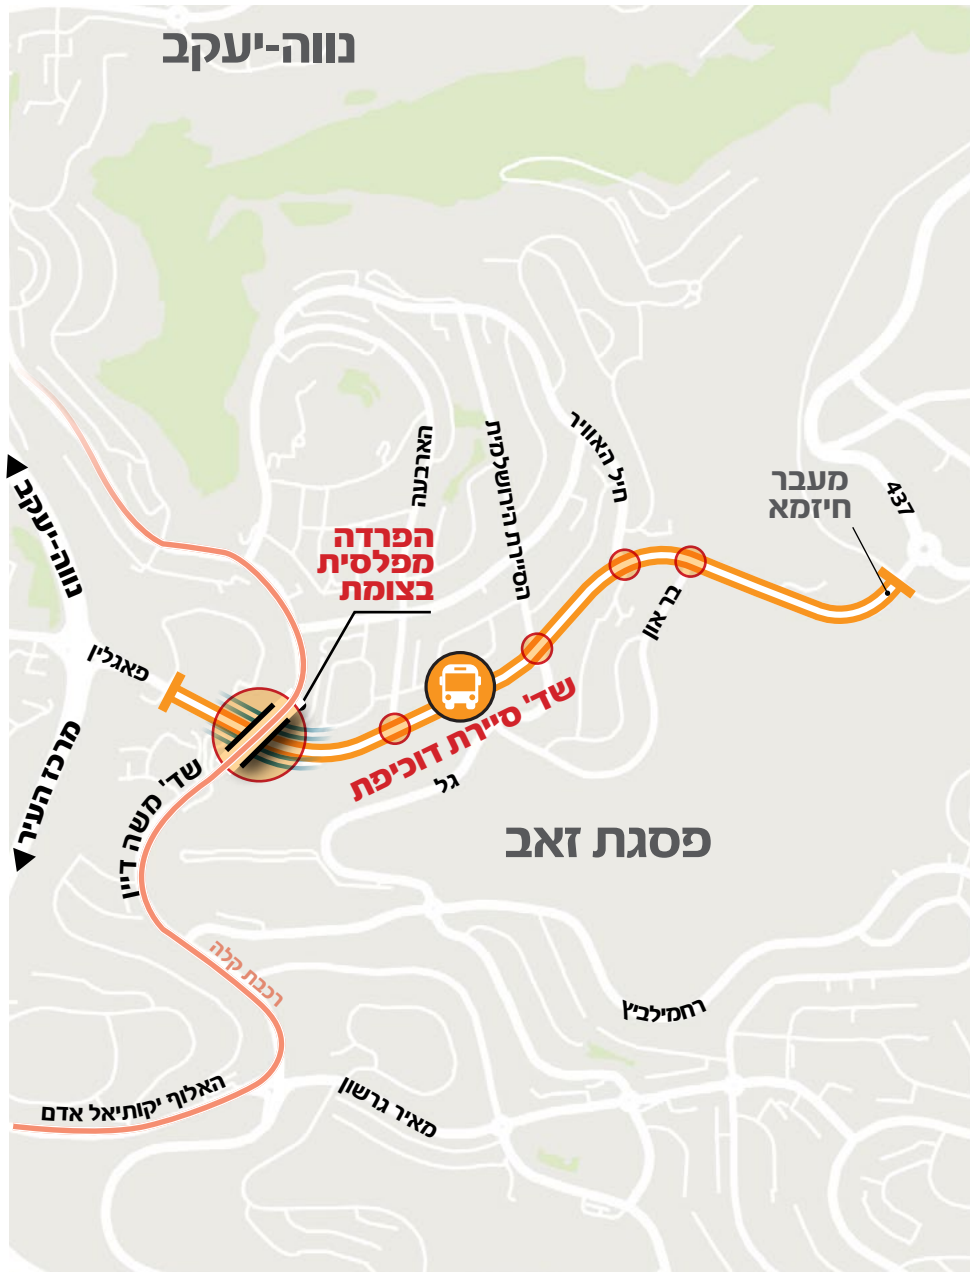 נווה-יעקב
חיל האוויר
הסיירת הירושלמית
הארבעה
מעבר
חיזמא
437
נווה-יעקב
הפרדה
מפלסית
בצומת
בר און
פאגלין
שד' סיירת דוכיפת
מרכז העיר
שד' משה דיין
גל
פסגת זאב
רכבת קלה
רחמילביץ
האלוף יקותיאל אדם
מאיר גרשון